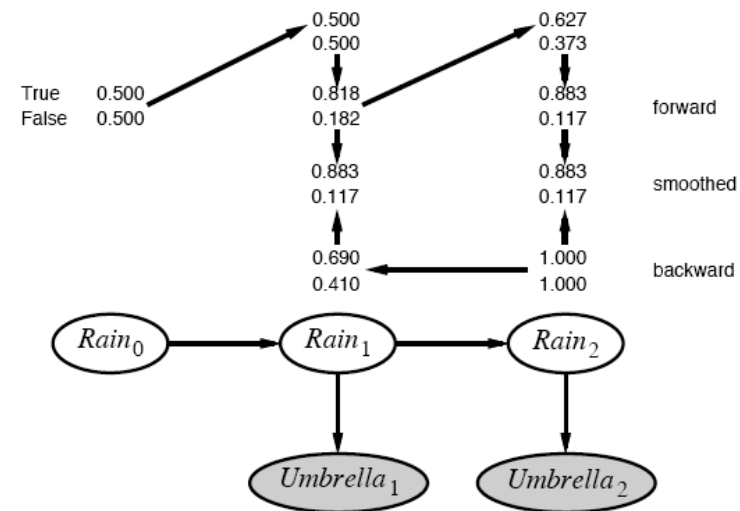 0.500 0.627
0.500 0.373
True 0.500 0.818 0.883
False 0.500 0.182 0.117 forward
0.883 0.883
0.117 0.117 smoothed
0.690 1.000
0.410 1.000 backward
Rain0 Rain1 Rain2
Umbrella1 Umbrella2